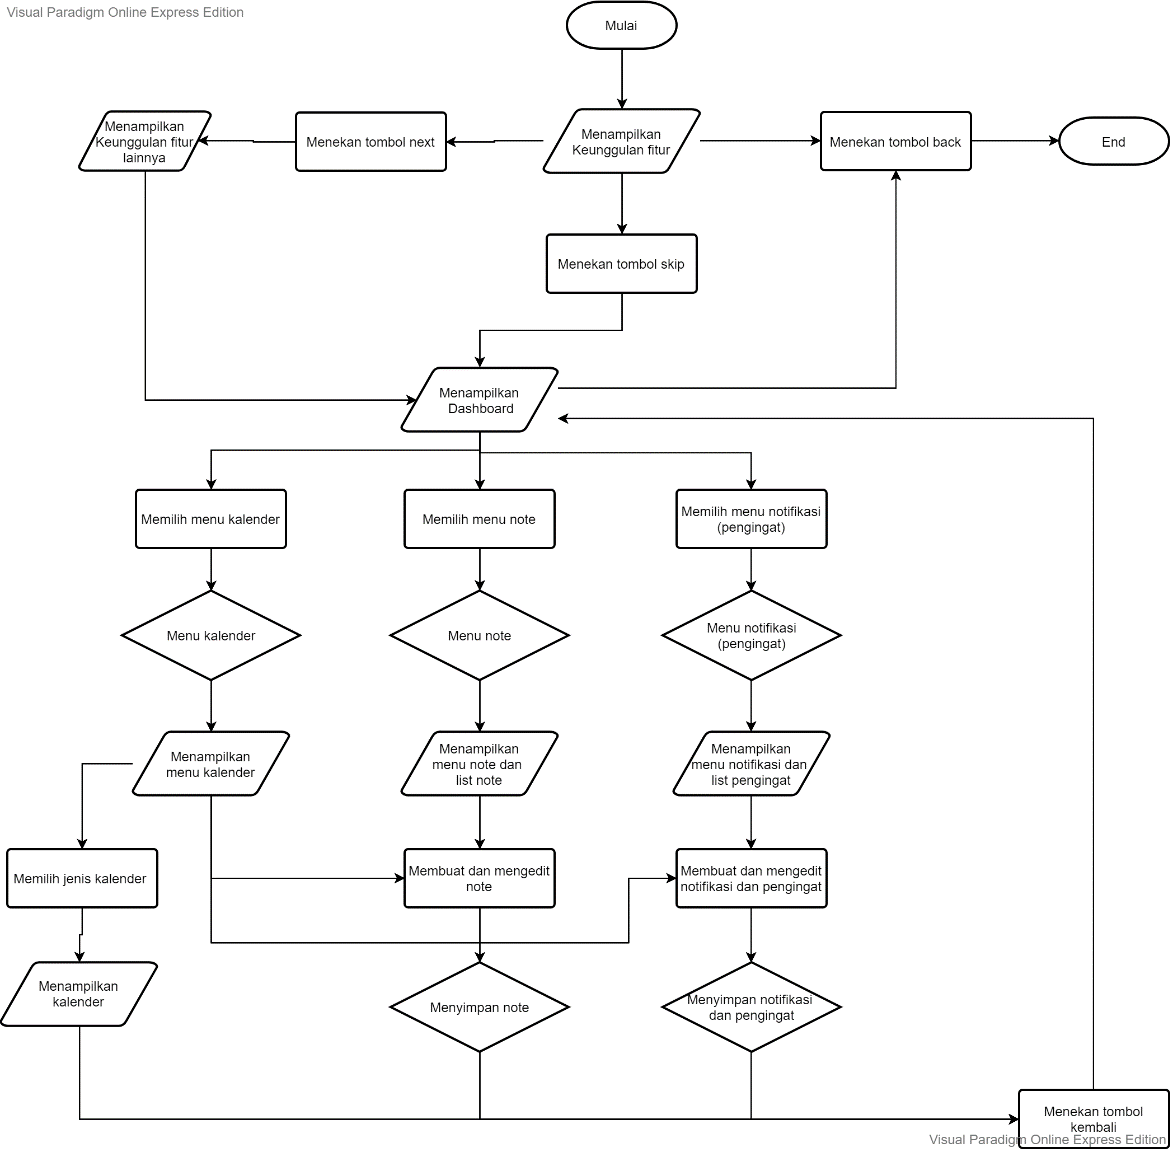 Visual Paradigm Online Express Edition
Mulai
Menampilkan
Keunggulan fitur
lainnya
Menekan tombol next
Menampilkan
Keunggulan fitur
Menekan tombol back
End
Menekan tombol skip
Menampilkan
Dashboard
Memilih menu kalender
Memilih menu note
Memilih menu notifikasi
(pengingat)
Menu kalender
Menu note
Menu notifikasi
(pengingat)
Menampilkan
menu kalender
Menampilkan
menu note dan
list note
Menampilkan
menu notifikasi dan
list pengingat
Memilih jenis kalender
Membuat dan mengedit
note
Membuat dan mengedit
notifikasi dan pengingat
Menampilkan
kalender
Menyimpan note
Menyimpan notifikasi
dan pengingat
Menekan tombol
kembali
Visual Paradigm Online Express Edition